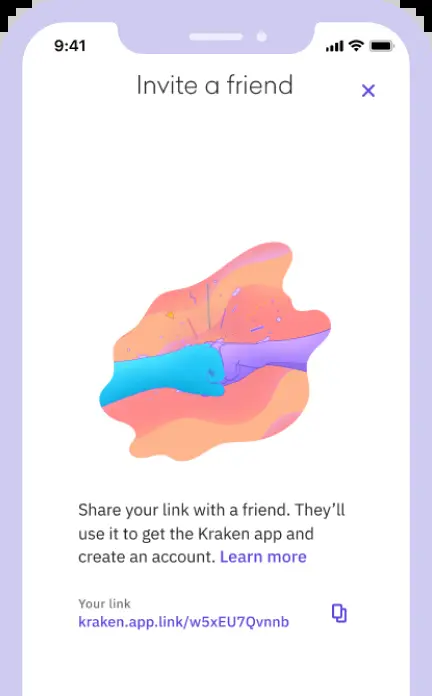 9:41
Invite a friend
Share your link with a friend. They’ll
use it to get the Kraken app and
create an account. Learn more
Your link
kraken.app.link/w5xEU7Qvnnb